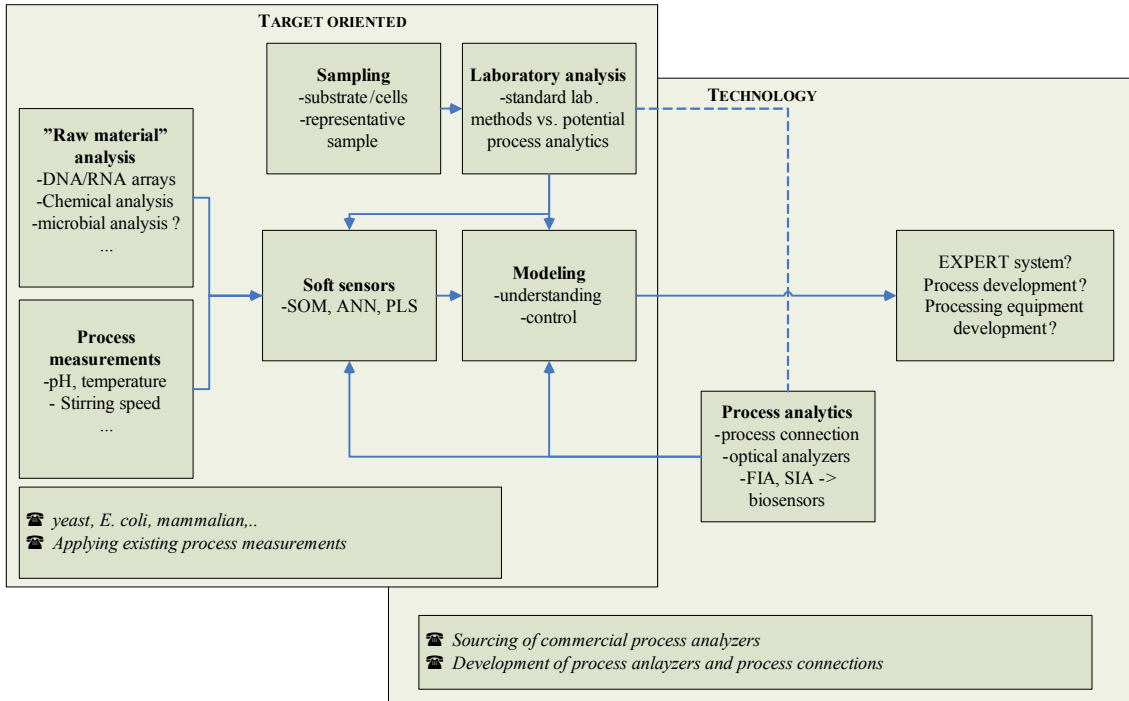 TARGET ORIENTED
Sampling
-substrate/cells
-representative
sample
Laboratory analysis
-standard lab.
methods vs. potential
process analytics
TECHNOLOGY
”Raw material”
analysis
-DNA/RNA arrays
-Chemical analysis
-microbial analysis ?
...
Soft sensors
-SOM, ANN, PLS
Modeling
-understanding
-control
EXPERT system?
Process development?
Processing equipment
development?
Process
measurements
-pH, temperature
- Stirring speed
...
Process analytics
-process connection
-optical analyzers
-FIA, SIA ->
biosensors
☎ yeast, E. coli, mammalian,..
☎ Applying existing process measurements
☎ Sourcing of commercial process analyzers
☎ Development of process anlayzers and process connections